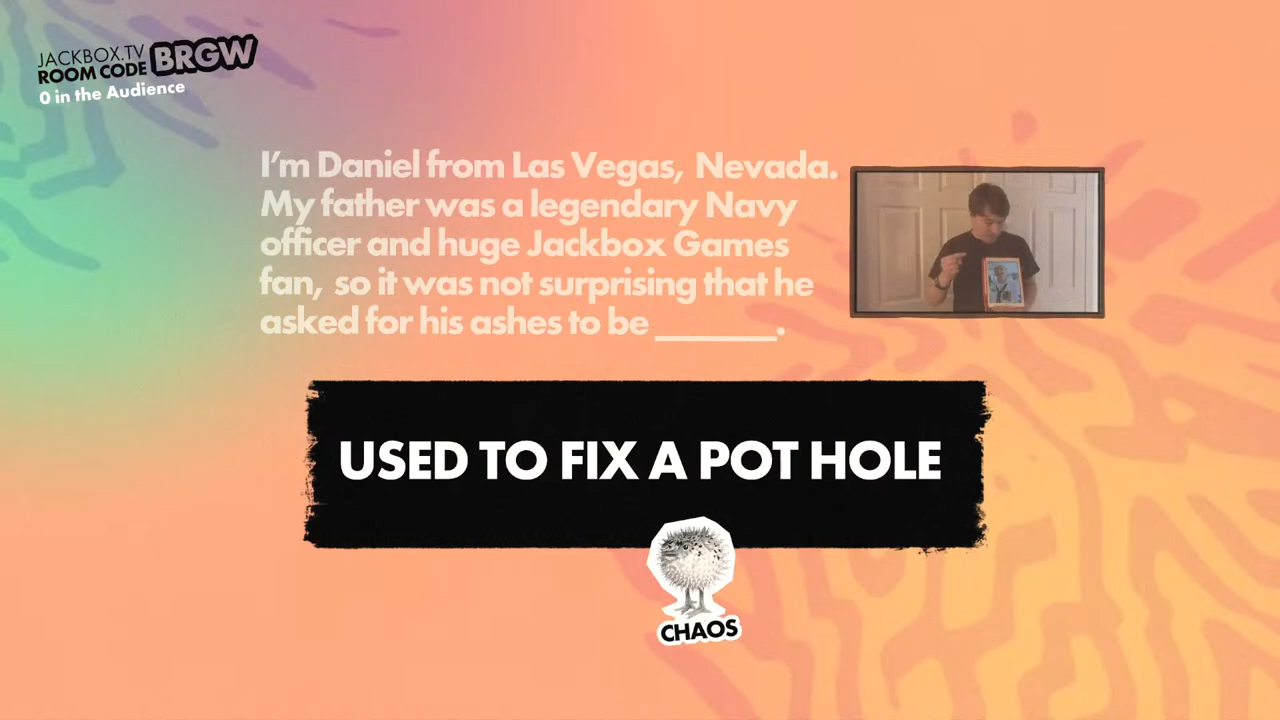 JACKBOX.TV
ROOM CODE BRGW
0 in the Audience
I'm Daniel from Las Vegas, Nevada.
My father was a legendary Navy
officer and huge Jackbox Games
fan, so it was not surprising that he
asked for his ashes to be ________.
USED TO FIX A POT HOLE
CHAOS